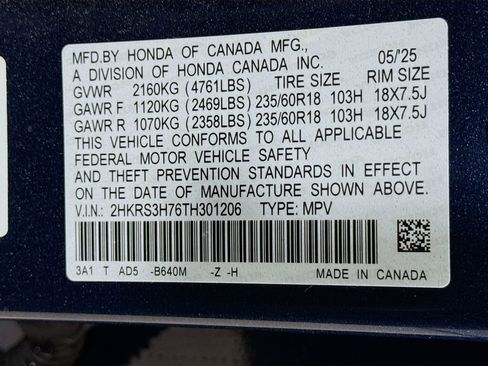 MFD.BY HONDA OF CANADA MFG.,
A DIVISION OF HONDA CANADA INC. 05/'25
GVWR 2160KG (4761LBS) TIRE SIZE RIM SIZE
GAWR F 1120KG (2469LBS) 235/60R18 103H 18X7.5J
GAWR R 1070KG (2358LBS) 235/60R18 103H 18X7.5J
THIS VEHICLE CONFORMS TO ALL APPLICABLE
FEDERAL MOTOR VEHICLE SAFETY
AND THEFT PREVENTION STANDARDS IN EFFECT
ON THE DATE OF MANUFACTURE SHOWN ABOVE.
V.I.N.: 2HKRS3H76TH301206 TYPE: MPV
3A1 T AD5 -B640M -Z -H MADE IN CANADA